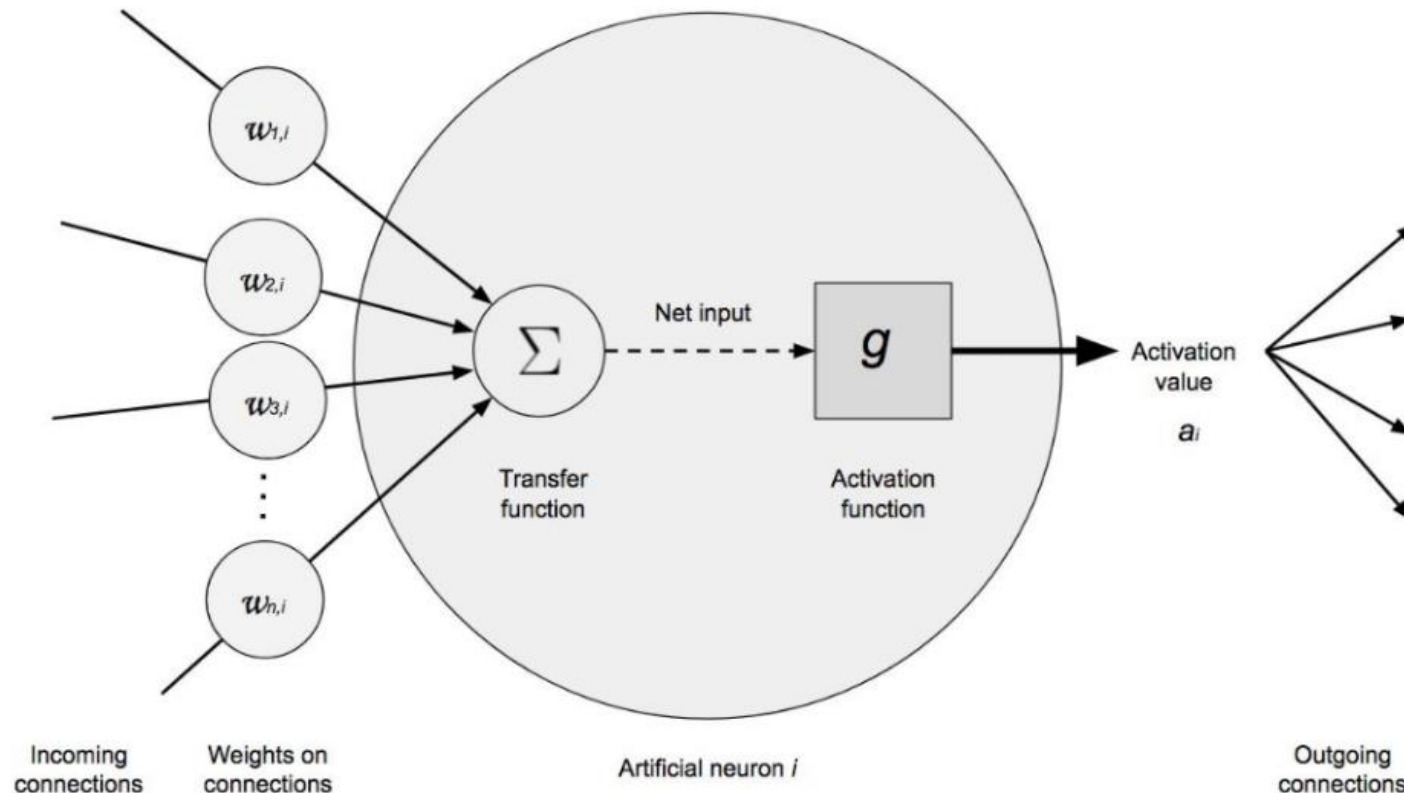 w1,i
w2,i
w3,i
wn,i
Σ
Net input
g
Transfer
function
Activation
function
Activation
value
ai
Incoming
connections
Weights on
connections
Artificial neuron i
Outgoing
connections